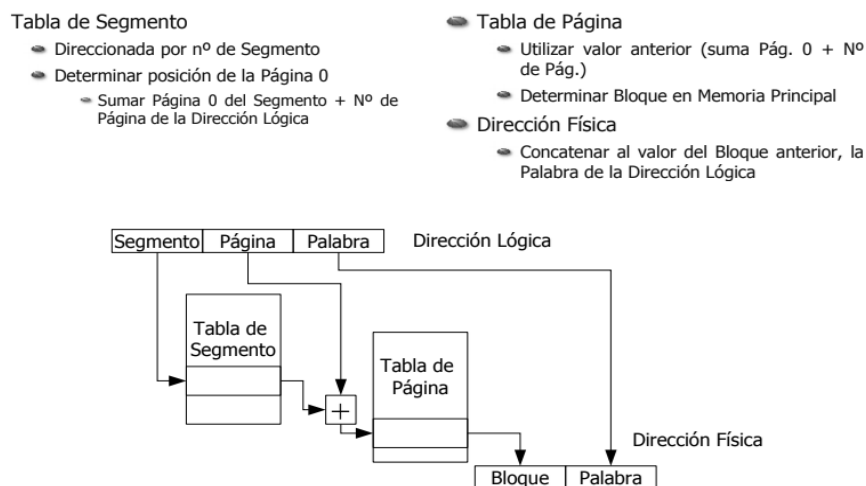 Tabla de Segmento
Direccionada por nº de Segmento
Determinar posición de la Página 0
Sumar Página 0 del Segmento + Nº de
Página de la Dirección Lógica
Tabla de Página
Utilizar valor anterior (suma Pág. 0 + Nº
de Pág.)
Determinar Bloque en Memoria Principal
Dirección Física
Concatenar al valor del Bloque anterior, la
Palabra de la Dirección Lógica
Segmento Página Palabra Dirección Lógica
Tabla de
Segmento
Tabla de
Página
+
Dirección Física
Bloque Palabra